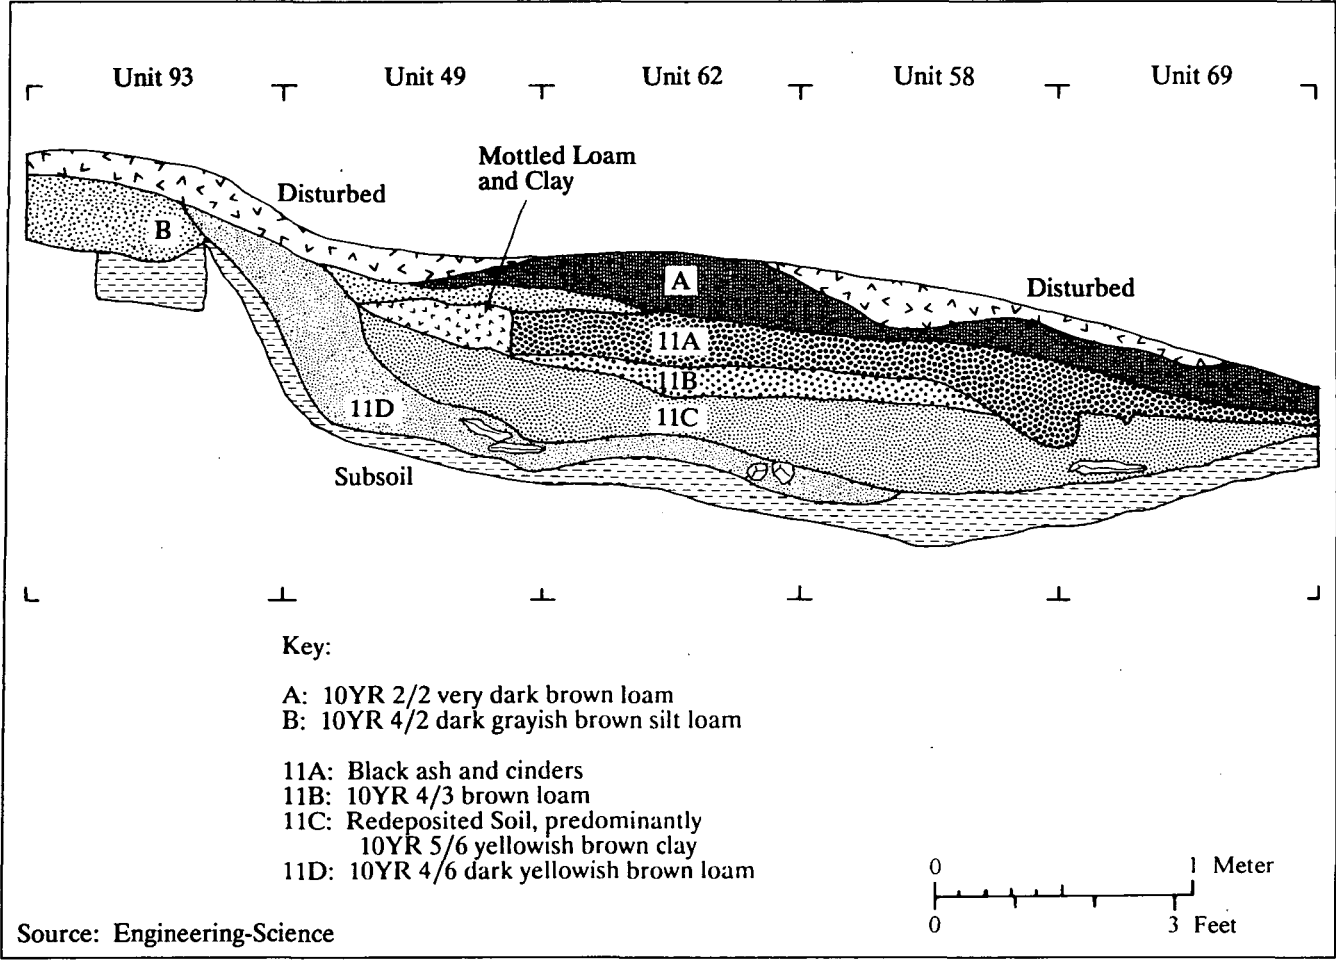 Unit 93 Unit 49 Unit 62 Unit 58 Unit 69
Mottled Loam
and Clay
Disturbed
B
A
Disturbed
11A
11B
11D
11C
Subsoil
Key:
A: 10YR 2/2 very dark brown loam
B: 10YR 4/2 dark grayish brown silt loam
11A: Black ash and cinders
11B: 10YR 4/3 brown loam
11C: Redeposited Soil, predominantly
10YR 5/6 yellowish brown clay
11D: 10YR 4/6 dark yellowish brown loam
0 1 Meter
0 3 Feet
Source: Engineering-Science